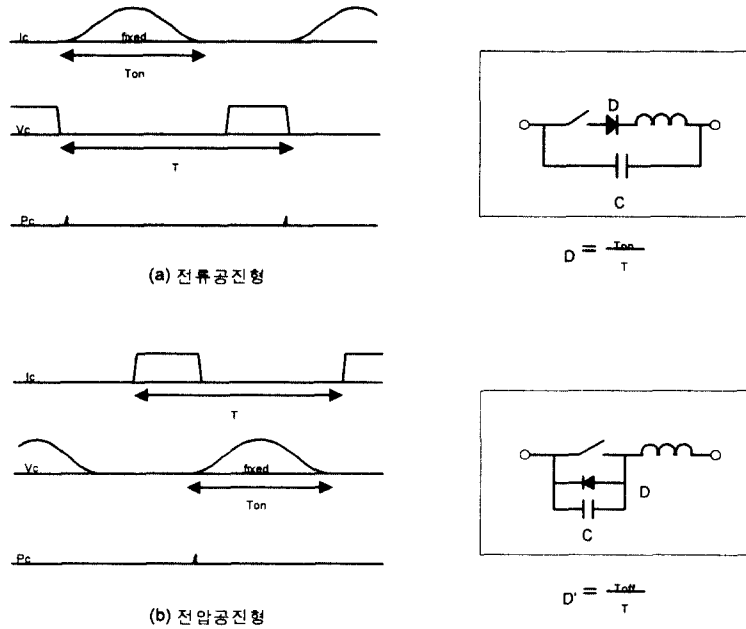 Ic
fixed
Ton
Vc
T
Pc
(a) 전류공진형
D
C
D = Ton / T
Ic
T
Vc
fixed
Ton
Pc
(b) 전압공진형
D
C
D' = Toff / T